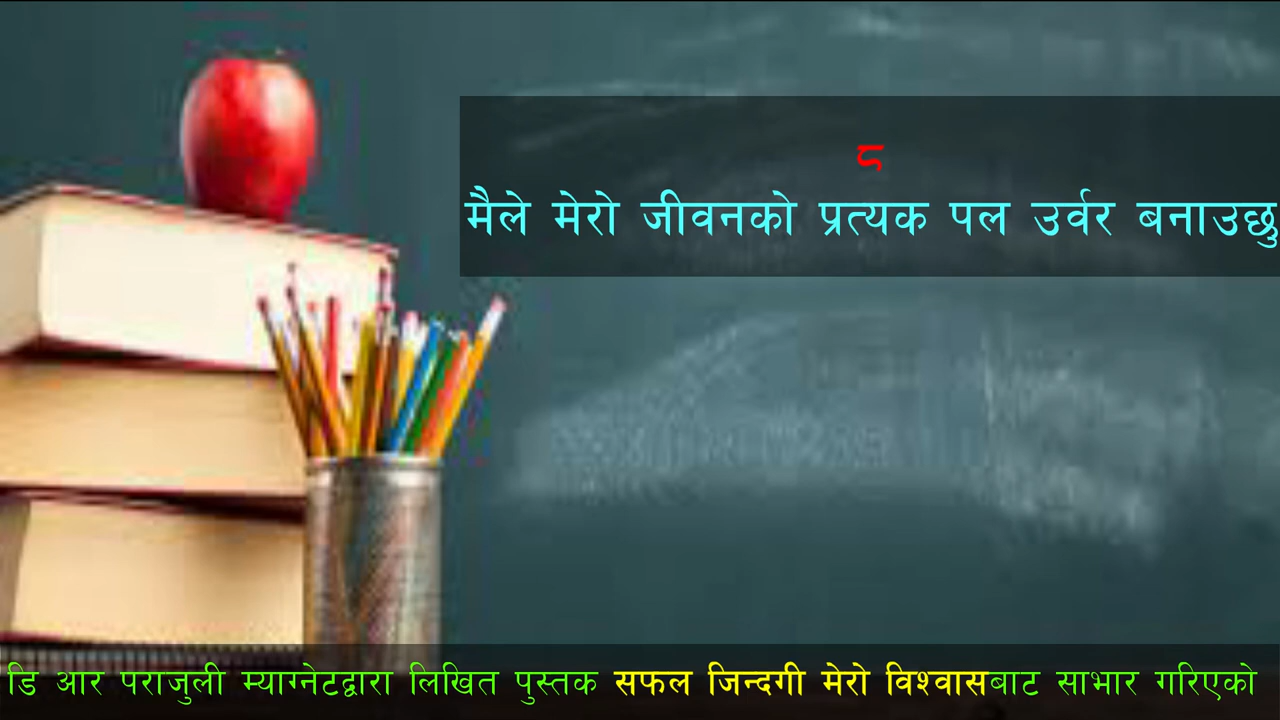 ८
मैले मेरो जीवनको प्रत्यक पल उर्वर बनाउछु
डि आर पराजुली म्याग्नेटद्वारा लिखित पुस्तक सफल जिन्दगी मेरो विश्वासबाट साभार गरिएको